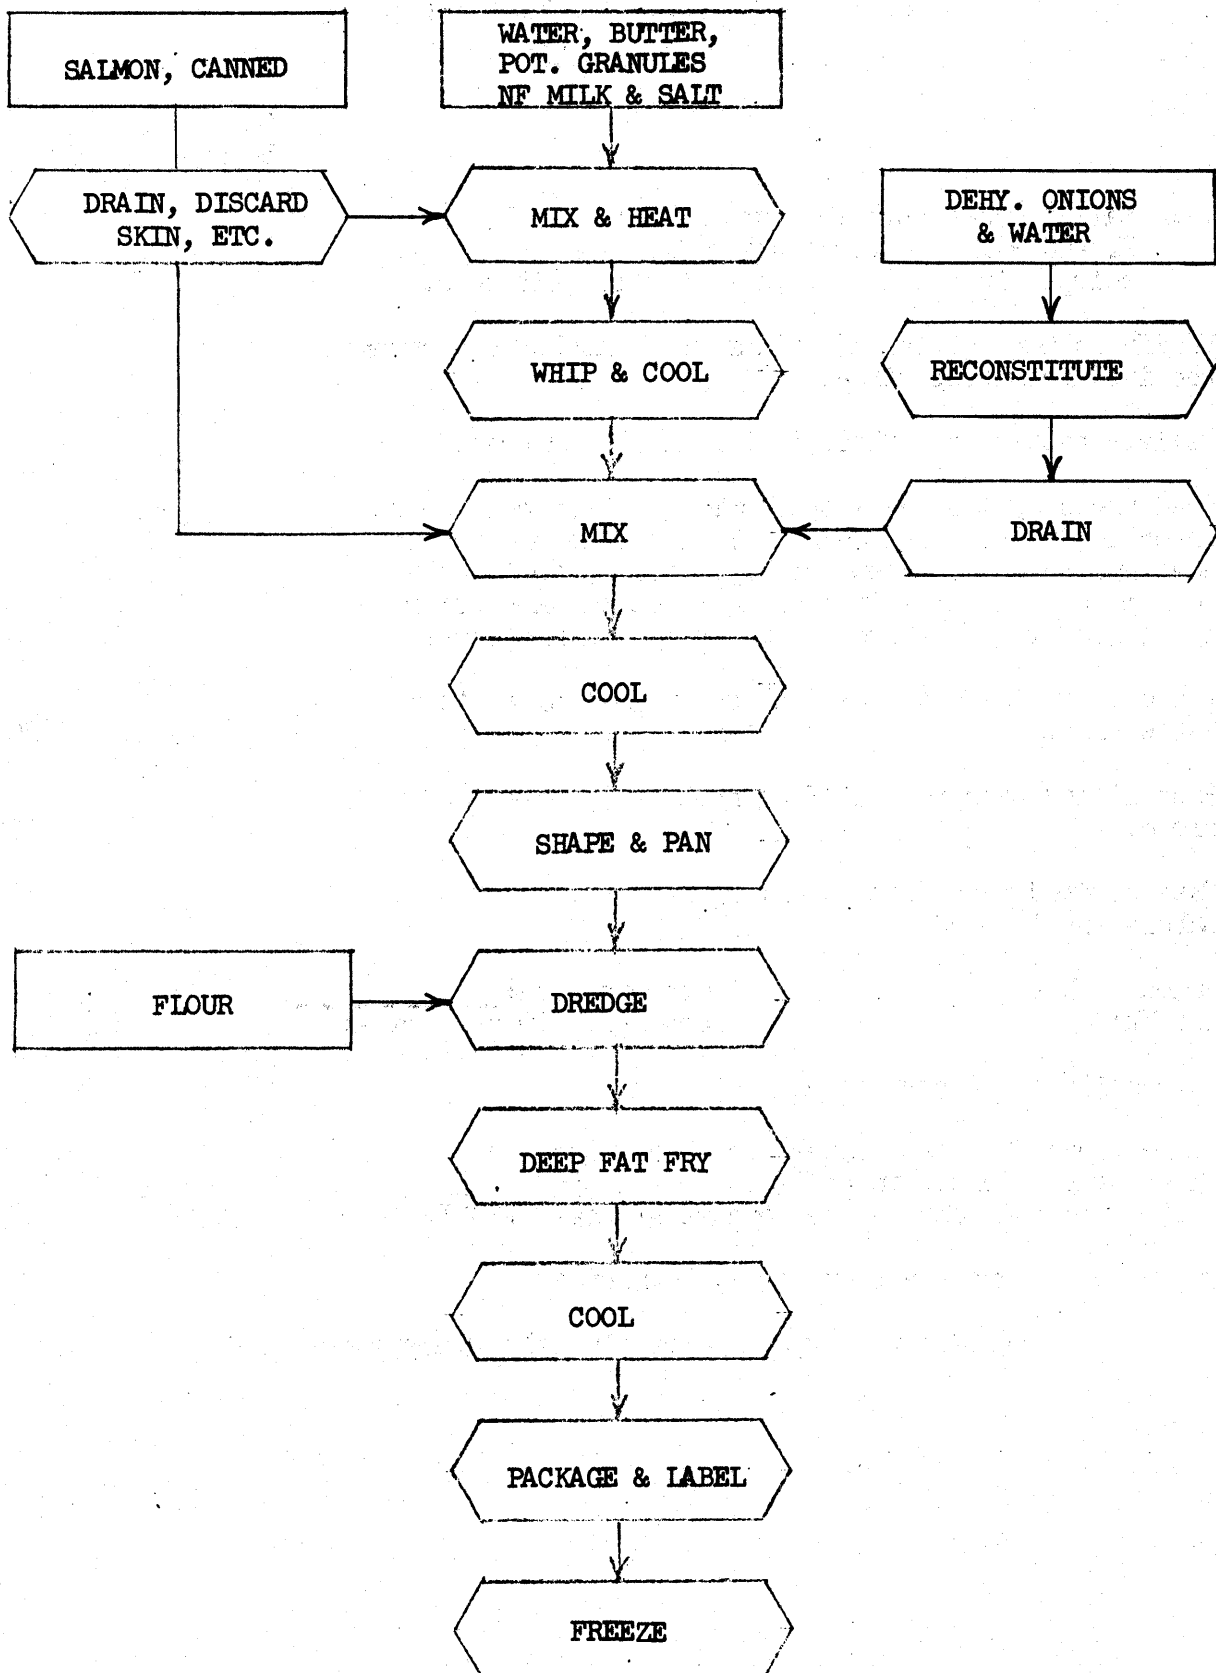 SALMON, CANNED
WATER, BUTTER,
POT. GRANULES
NF MILK & SALT
DRAIN, DISCARD
SKIN, ETC.
MIX & HEAT
DEHY. ONIONS
& WATER
WHIP & COOL
RECONSTITUTE
MIX
DRAIN
COOL
SHAPE & PAN
FLOUR
DREDGE
DEEP FAT FRY
COOL
PACKAGE & LABEL
FREEZE